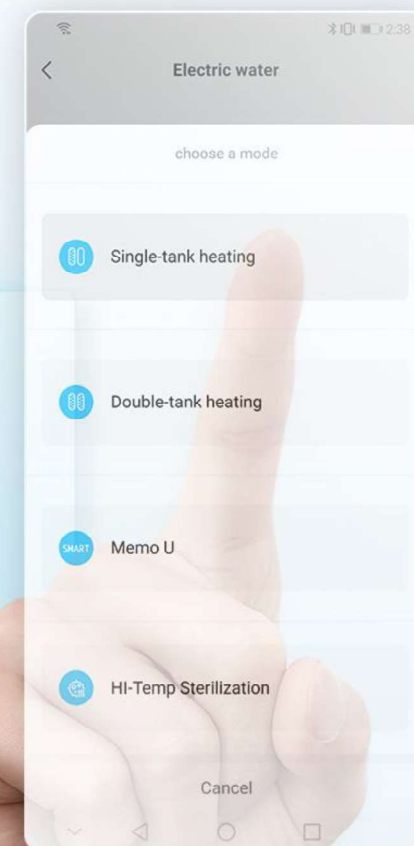 2:38
Electric water
choose a mode
Single-tank heating
Double-tank heating
SMART
Memo U
HI-Temp Sterilization
Cancel